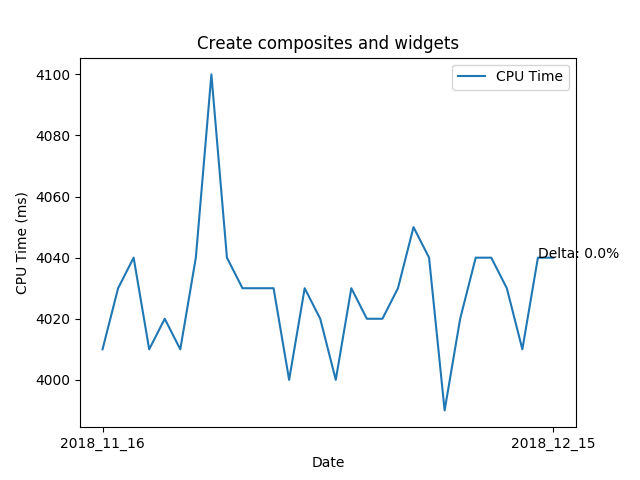 Create composites and widgets
CPU Time
4100
4080
4060
4040
4020
4000
CPU Time (ms)
Delta: 0.0%
2018_11_16
2018_12_15
Date